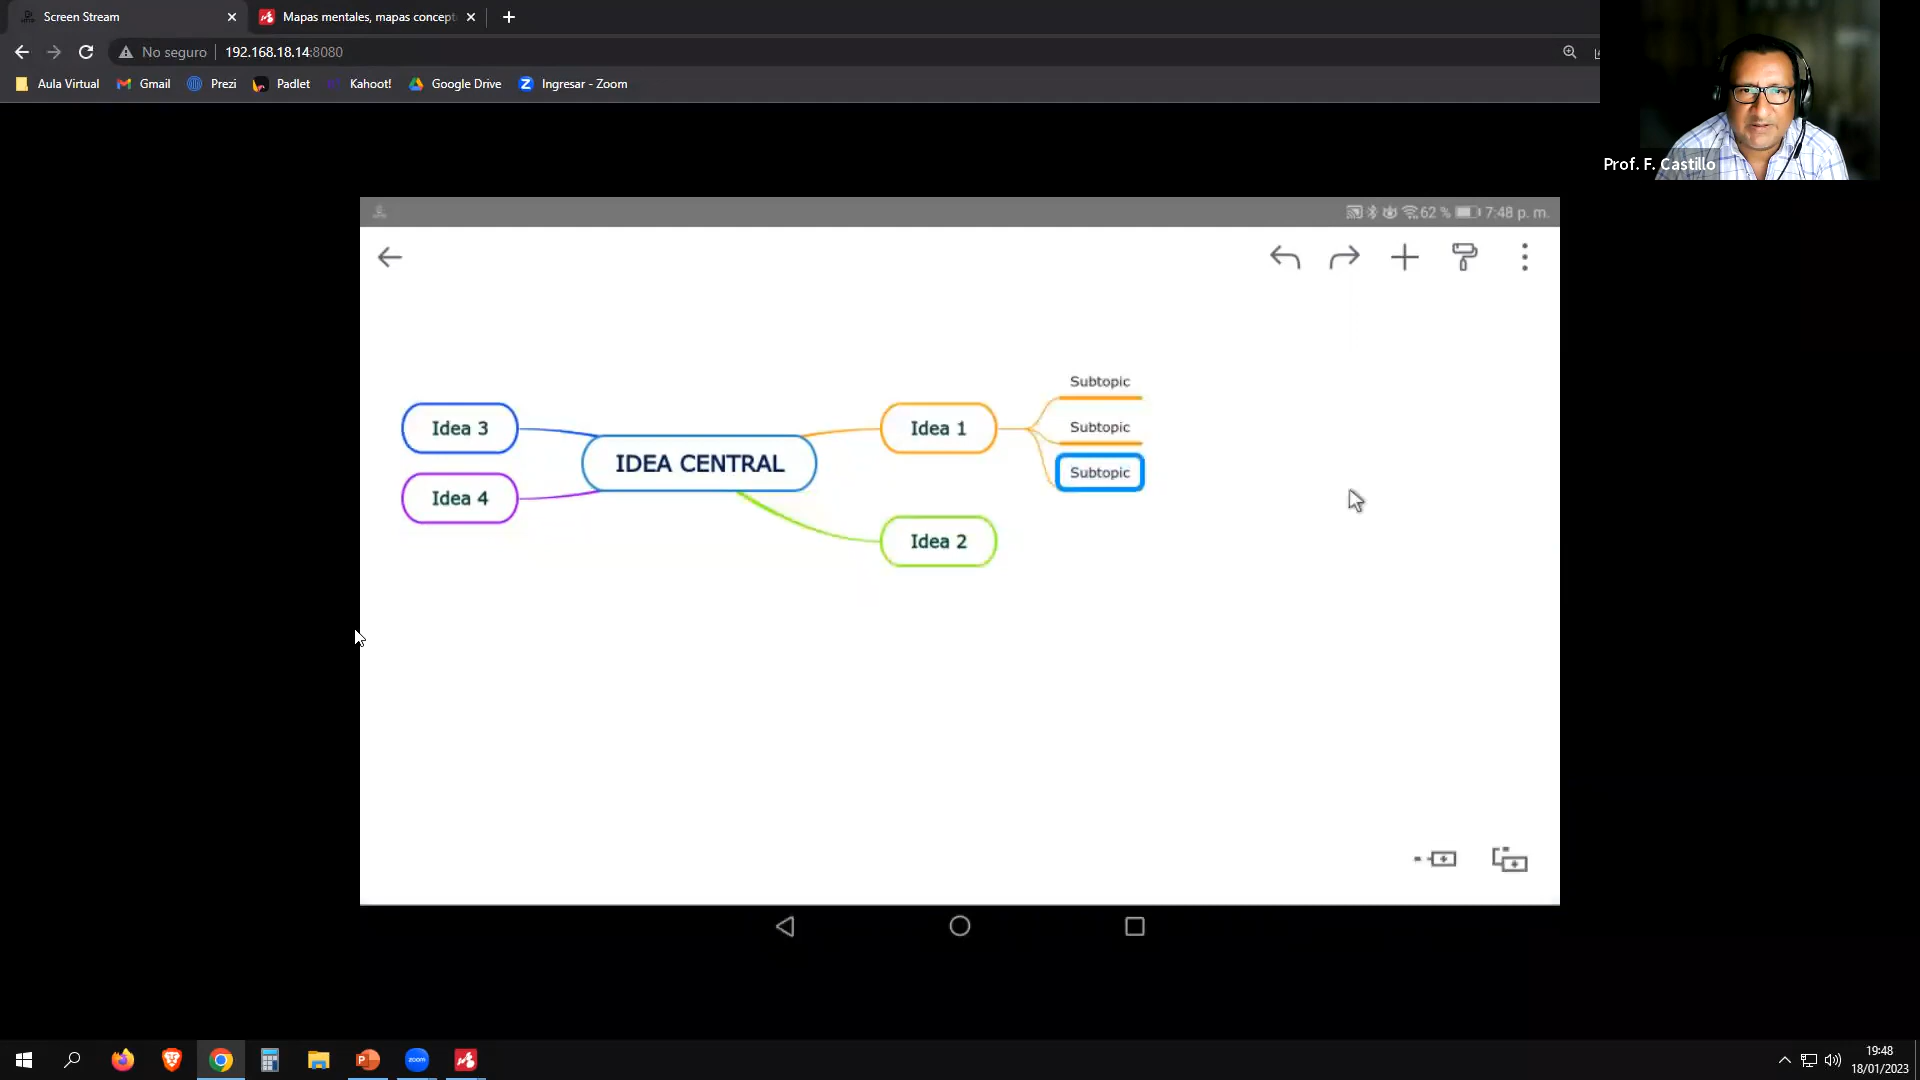 Screen Stream
Mapas mentales, mapas concept
No seguro
192.168.18.14:8080
Aula Virtual
Gmail
Prezi
Padlet
Kahoot!
Google Drive
Ingresar - Zoom
Prof. F. Castillo
62 %
7:48 p. m.
Subtopic
Idea 3
Idea 1
Subtopic
IDEA CENTRAL
Subtopic
Idea 4
Idea 2
zoom
19:48
18/01/2023